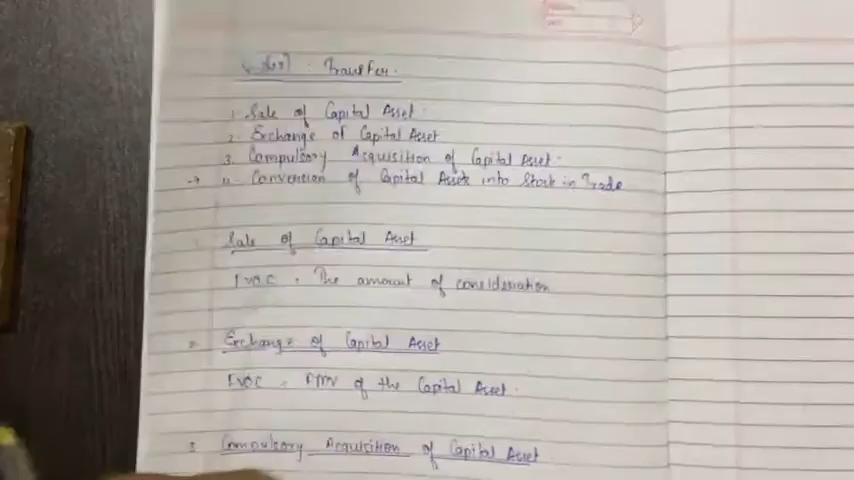 Transfer.
1. Sale of Capital Asset.
2. Exchange of Capital Asset
3. Compulsory Acquisition of Capital Asset.
→ 4. Conversion of Capital Asset into Stock in Trade
Sale of Capital Asset
FVOC = The amount of consideration
2. Exchange of Capital Asset
FVOC = FMV of the Capital Asset.
3 Compulsory Acquisition of Capital Asset